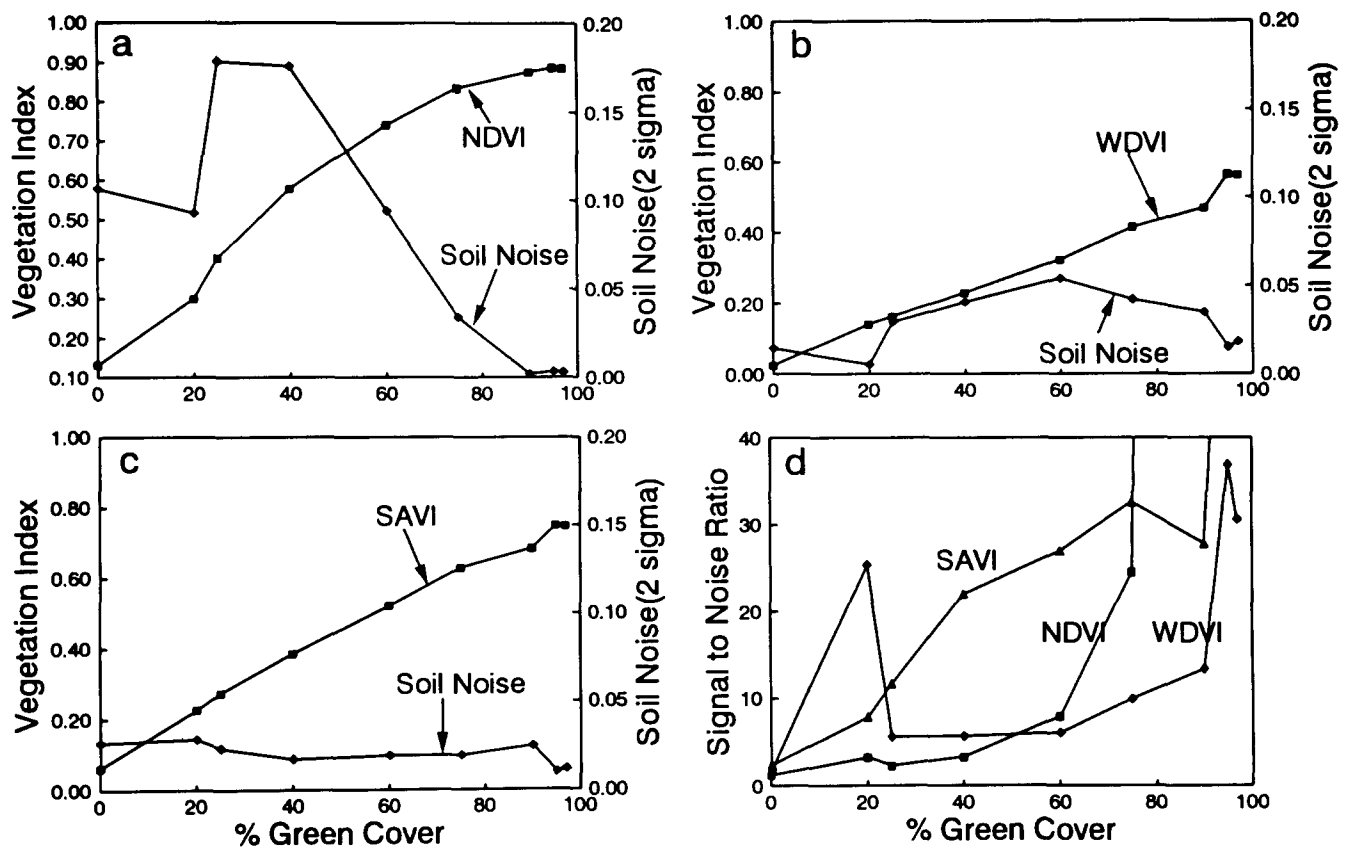 a
1.00
0.90
0.80
0.70
0.60
0.50
0.40
0.30
0.20
0.10
Vegetation Index
NDVI
Soil Noise
0.20
0.15
0.10
0.05
0.00
Soil Noise(2 sigma)
0 20 40 60 80 100
b
1.00
0.80
0.60
0.40
0.20
0.00
Vegetation Index
WDVI
Soil Noise
0.20
0.15
0.10
0.05
0.00
Soil Noise(2 sigma)
0 20 40 60 80 100
c
1.00
0.80
0.60
0.40
0.20
0.00
Vegetation Index
SAVI
Soil Noise
0.20
0.15
0.10
0.05
0.00
Soil Noise(2 sigma)
0 20 40 60 80 100
% Green Cover
d
40
30
20
10
0
Signal to Noise Ratio
SAVI
NDVI
WDVI
0 20 40 60 80 100
% Green Cover